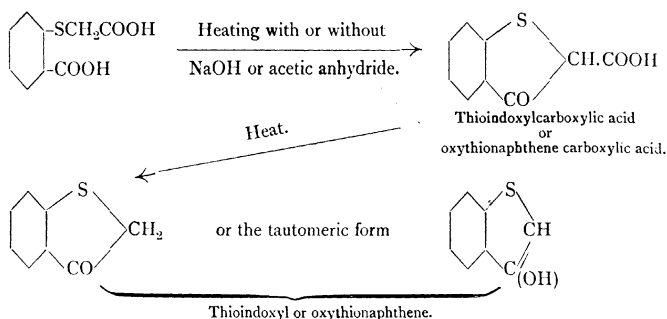 -SCH₂COOH
-COOH
Heating with or without
NaOH or acetic anhydride.
S
CH.COOH
CO
Thioindoxylcarboxylic acid
or
oxythionaphthene carboxylic acid.
Heat.
S
CH₂
CO
or the tautomeric form
S
CH
C
(OH)
Thioindoxyl or oxythionaphthene.